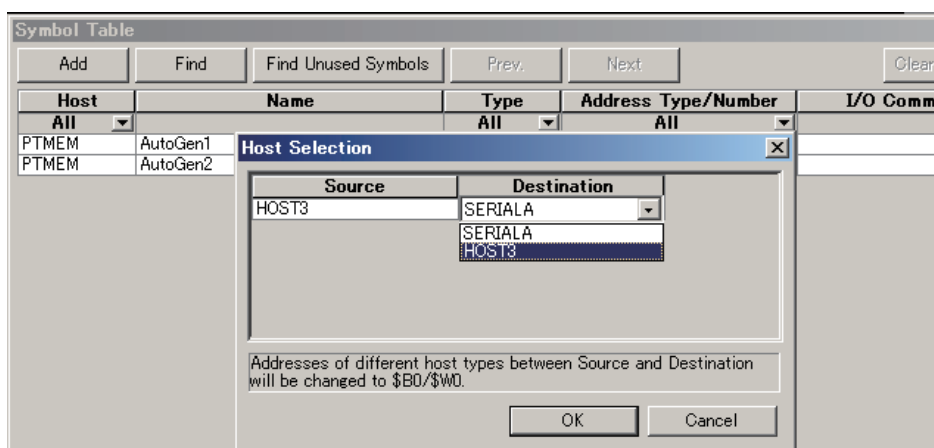 Symbol Table
Add Find Find Unused Symbols Prev. Next Clear
Host Name Type Address Type/Number I/O Comm
All All All
PTMEM AutoGen1
PTMEM AutoGen2
Host Selection
Source Destination
HOST3 SERIALA
SERIALA
HOST3
Addresses of different host types between Source and Destination
will be changed to $B0/$W0.
OK Cancel